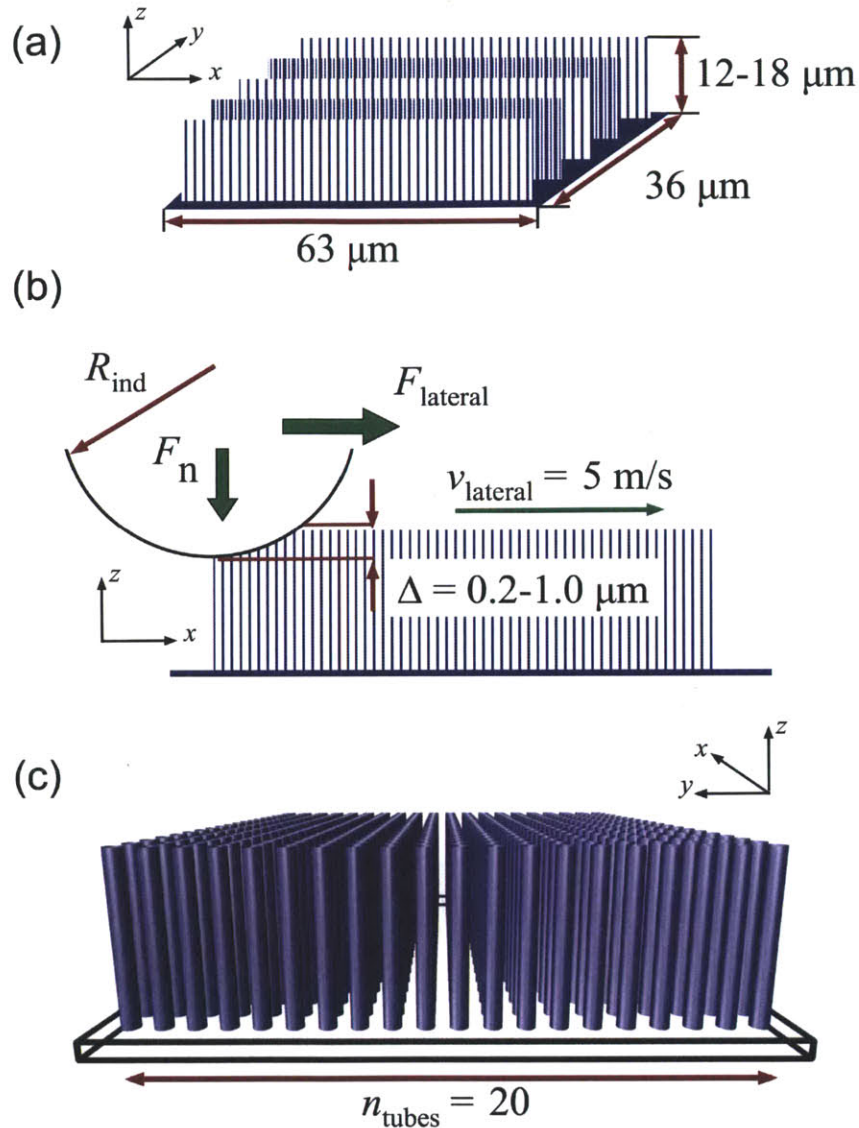 (a)
z
y
x
12-18 μm
36 μm
63 μm
(b)
R_ind
F_lateral
F_n
v_lateral = 5 m/s
z
Δ = 0.2-1.0 μm
x
(c)
z
x
y
n_tubes = 20